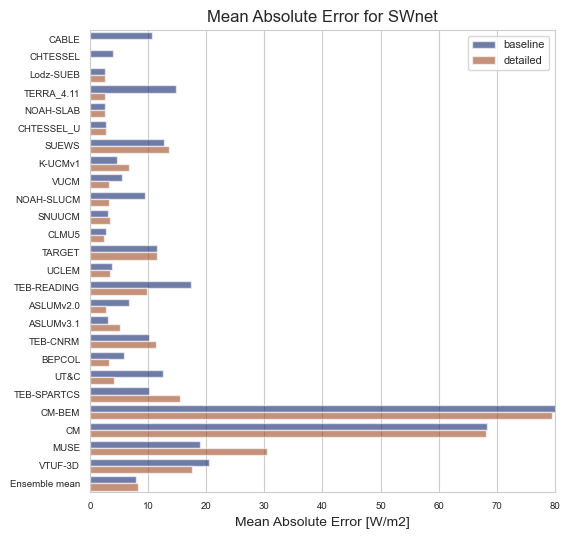 Mean Absolute Error for SWnet
baseline
detailed
CABLE
CHTESSEL
Lodz-SUEB
TERRA_4.11
NOAH-SLAB
CHTESSEL_U
SUEWS
K-UCMv1
VUCM
NOAH-SLUCM
SNUUCM
CLMU5
TARGET
UCLEM
TEB-READING
ASLUMv2.0
ASLUMv3.1
TEB-CNRM
BEPCOL
UT&C
TEB-SPARTCS
CM-BEM
CM
MUSE
VTUF-3D
Ensemble mean
0 10 20 30 40 50 60 70 80
Mean Absolute Error [W/m2]